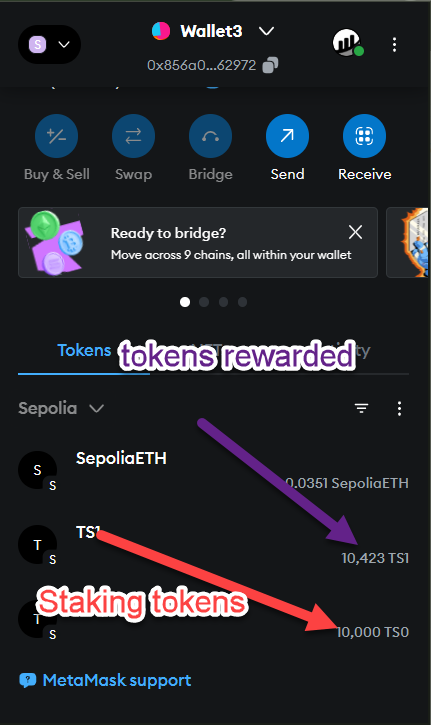 S
Wallet3
0x856a0...62972
Buy & Sell
Swap
Bridge
Send
Receive
Ready to bridge?
Move across 9 chains, all within your wallet
Tokens
tokens rewarded
Sepolia
S
S
SepoliaETH
0.0351 SepoliaETH
T
S
TS1
10,423 TS1
Staking tokens
T
S
10,000 TS0
MetaMask support